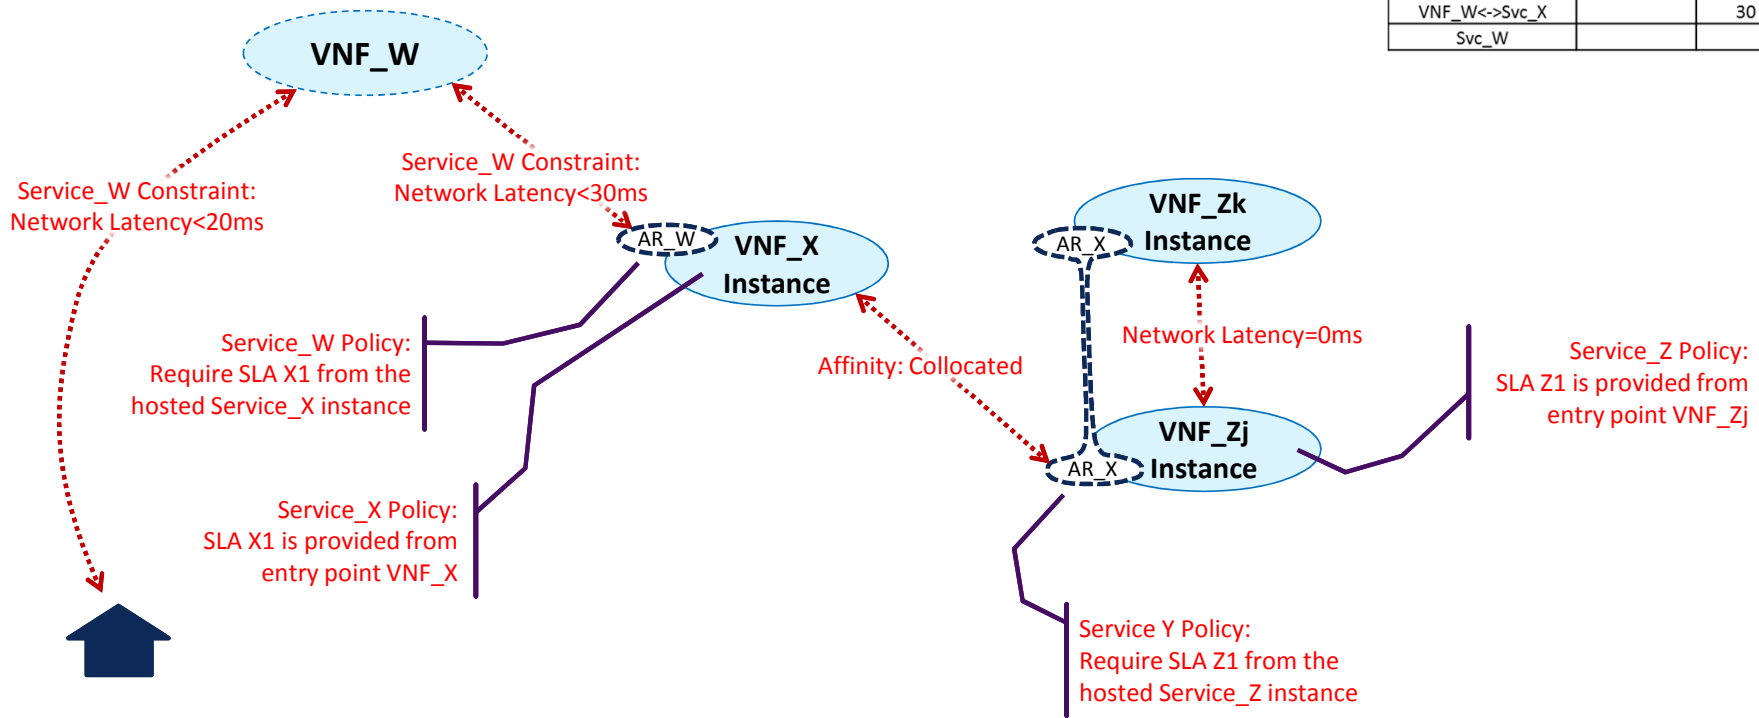 VNF_W<->Svc_X 30
Svc_W
VNF_W
Service_W Constraint:
Network Latency<20ms
Service_W Constraint:
Network Latency<30ms
AR_W
VNF_X
Instance
VNF_Zk
Instance
AR_X
Network Latency=0ms
Affinity: Collocated
VNF_Zj
Instance
AR_X
Service_W Policy:
Require SLA X1 from the
hosted Service_X instance
Service_X Policy:
SLA X1 is provided from
entry point VNF_X
Service_Z Policy:
SLA Z1 is provided from
entry point VNF_Zj
Service Y Policy:
Require SLA Z1 from the
hosted Service_Z instance